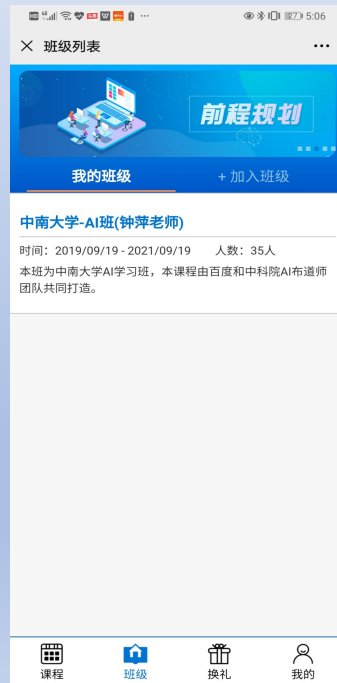 5:06
班级列表
前程规划
我的班级
+ 加入班级
中南大学-AI班(钟萍老师)
时间：2019/09/19 - 2021/09/19 人数：35人
本班为中南大学AI学习班，本课程由百度和中科院AI布道师
团队共同打造。
课程 班级 换礼 我的